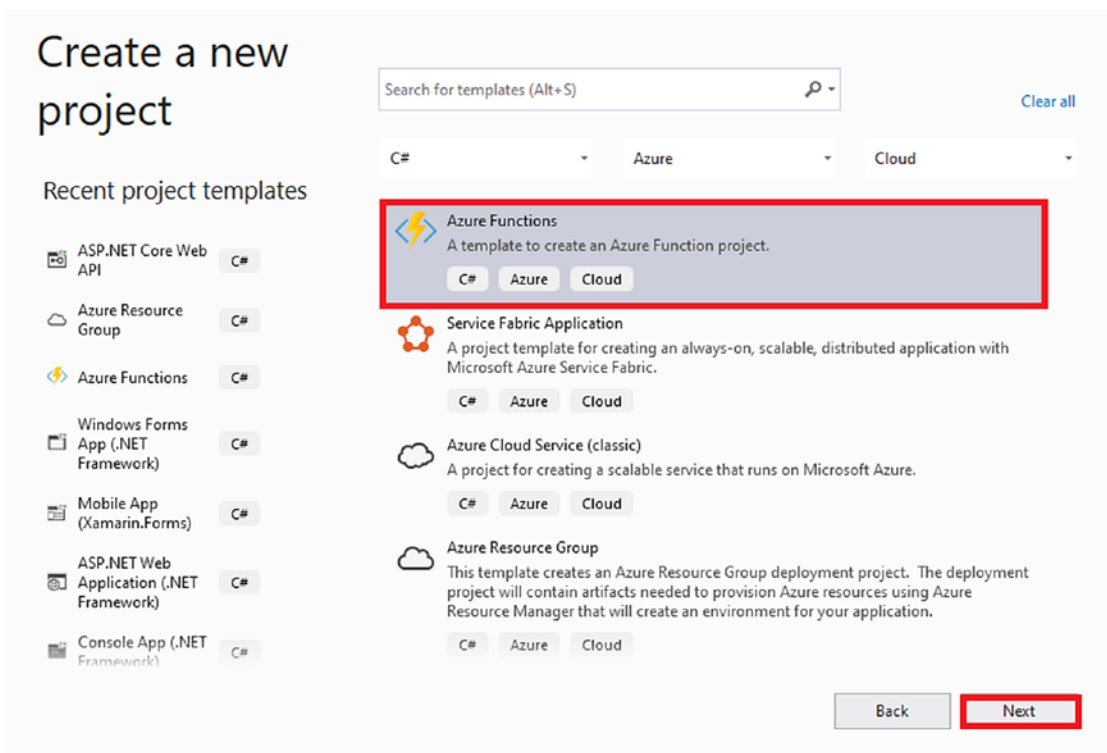 Create a new
project
Search for templates (Alt+S)
Clear all
C# Azure Cloud
Recent project templates
ASP.NET Core Web
API
C#
Azure Resource
Group
C#
Azure Functions C#
Windows Forms
App (.NET
Framework)
C#
Mobile App
(Xamarin.Forms)
C#
ASP.NET Web
Application (.NET
Framework)
C#
Console App (.NET
Framework)
C#
Azure Functions
A template to create an Azure Function project.
C# Azure Cloud
Service Fabric Application
A project template for creating an always-on, scalable, distributed application with
Microsoft Azure Service Fabric.
C# Azure Cloud
Azure Cloud Service (classic)
A project for creating a scalable service that runs on Microsoft Azure.
C# Azure Cloud
Azure Resource Group
This template creates an Azure Resource Group deployment project. The deployment
project will contain artifacts needed to provision Azure resources using Azure
Resource Manager that will create an environment for your application.
C# Azure Cloud
Back Next